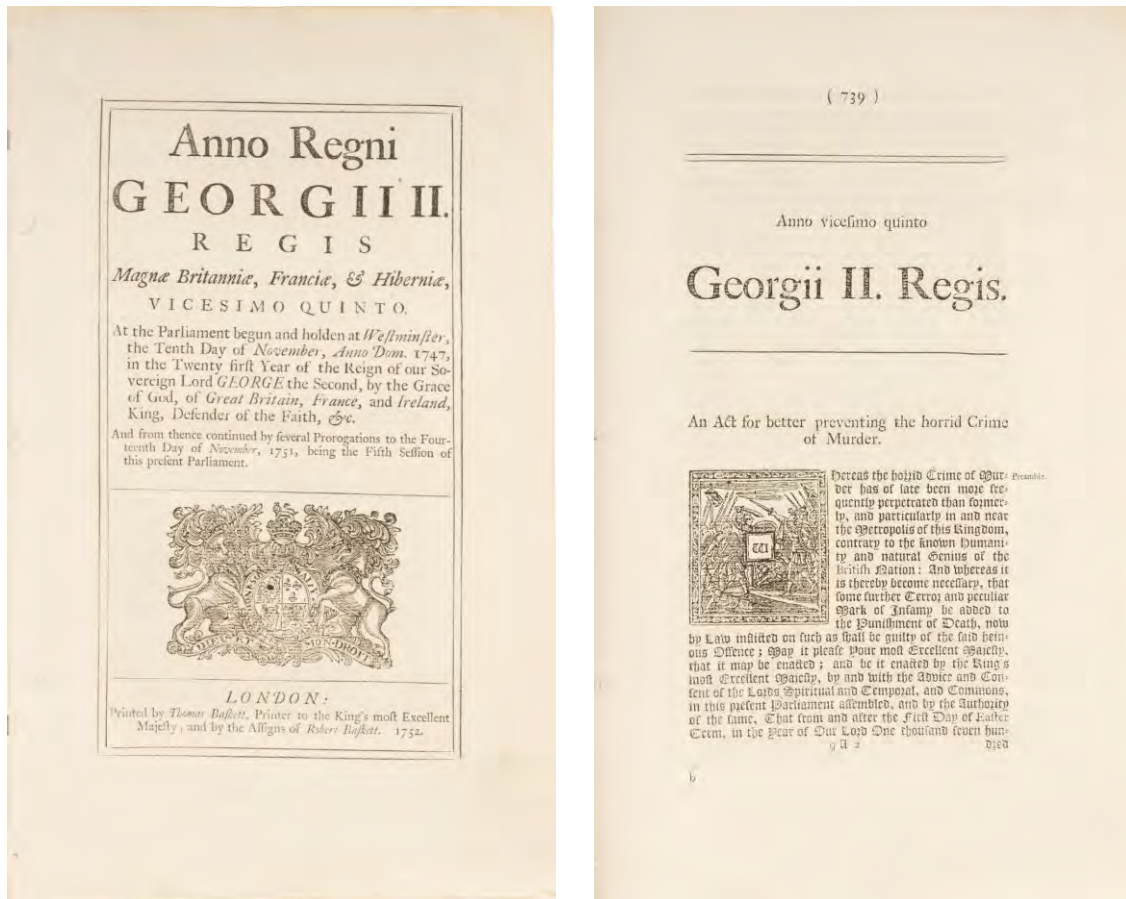 Anno Regni
GEORGII II.
REGIS
Magnæ Britanniæ, Franciæ, & Hiberniæ,
VICESIMO QUINTO.
At the Parliament begun and holden at Weſtminſter,
the Tenth Day of November, Anno Dom. 1747,
in the Twenty firſt Year of the Reign of our So-
vereign Lord GEORGE the Second, by the Grace
of God, of Great Britain, France, and Ireland,
King, Defender of the Faith, &c.
And from thence continued by ſeveral Prorogations to the Four-
teenth Day of November, 1751, being the Fifth Seſſion of
this preſent Parliament.
DIEU ET MON DROIT
LONDON:
Printed by Thomas Baſkett, Printer to the King's moſt Excellent
Majeſty, and by the Aſſigns of Robert Baſkett. 1752.
( 739 )
Anno viceſimo quinto
Georgii II. Regis.
An Act for better preventing the horrid Crime
of Murder.
Whereas the horrid Crime of Mur- Preamble.
der has of late been more fre-
quently perpetrated than former-
ly, and particularly in and near
the Metropolis of this Kingdom,
contrary to the known Humani-
ty and natural Genius of the
Britiſh Nation: And whereas it
is thereby become neceſſary, that
ſome further Terror and peculiar
Mark of Infamy be added to
the Puniſhment of Death, now
by Law inflicted on ſuch as ſhall be guilty of the ſaid hein-
ous Offence; May it pleaſe Your moſt Excellent Majeſty,
that it may be enacted; and be it enacted by the King's
moſt Excellent Majeſty, by and with the Advice and Con-
ſent of the Lords Spiritual and Temporal, and Commons,
in this preſent Parliament aſſembled, and by the Authority
of the ſame, That from and after the Firſt Day of Eaſter
Term, in the Year of Our Lord One thouſand ſeven hun-
9 A 2 dred
b